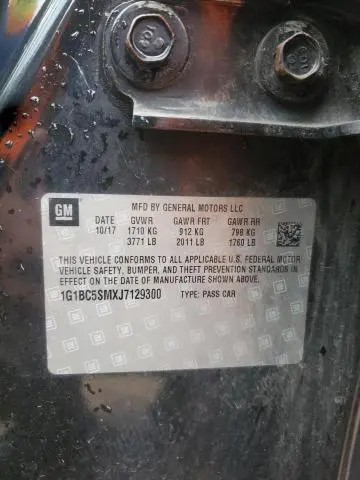 GM
MFD BY GENERAL MOTORS LLC
DATE GVWR GAWR FRT GAWR RR
10/17 1710 KG 912 KG 798 KG
3771 LB 2011 LB 1760 LB
THIS VEHICLE CONFORMS TO ALL APPLICABLE U.S. FEDERAL MOTOR
VEHICLE SAFETY, BUMPER, AND THEFT PREVENTION STANDARDS IN
EFFECT ON THE DATE OF MANUFACTURE SHOWN ABOVE.
1G1BC5SMXJ7129300 TYPE: PASS CAR